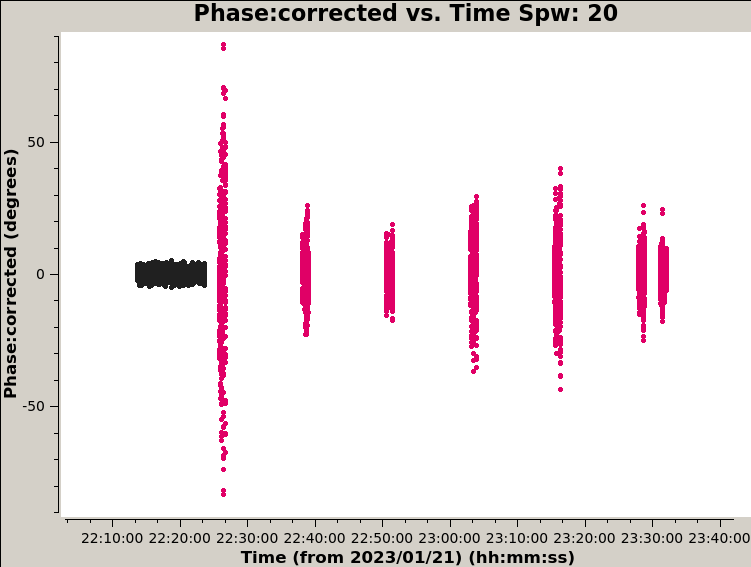 Phase:corrected vs. Time Spw: 20
Phase:corrected (degrees)
50
0
-50
22:10:00 22:20:00 22:30:00 22:40:00 22:50:00 23:00:00 23:10:00 23:20:00 23:30:00 23:40:00
Time (from 2023/01/21) (hh:mm:ss)